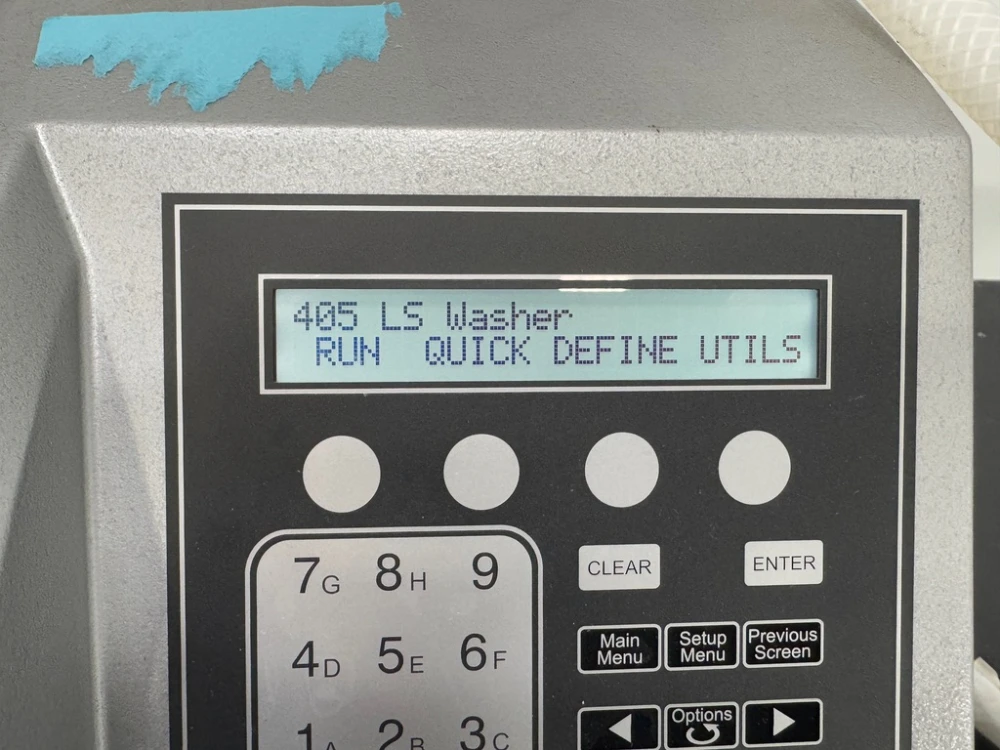 405 LS Washer
RUN QUICK DEFINE UTILS
7G 8H 9
CLEAR ENTER
4D 5E 6F
Main Menu
Setup Menu
Previous Screen
1A 2B 3C
Options